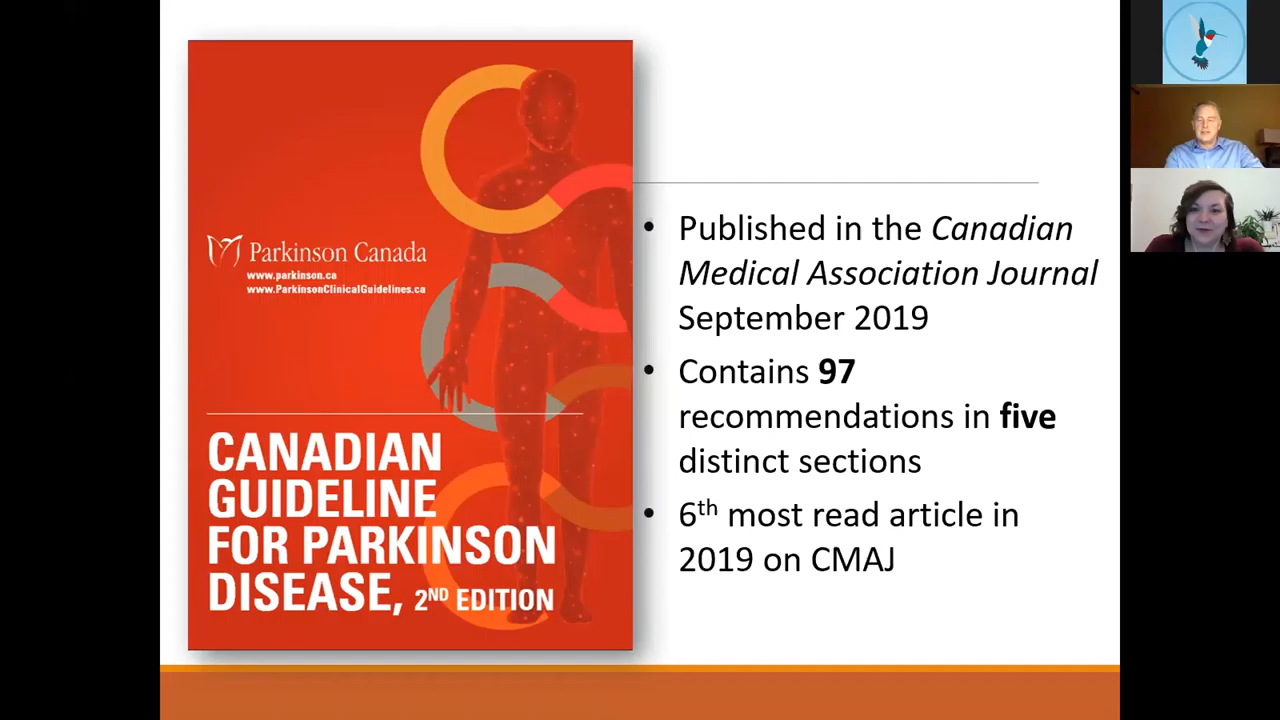 Parkinson Canada
www.parkinson.ca
www.ParkinsonClinicalGuidelines.ca
CANADIAN
GUIDELINE
FOR PARKINSON
DISEASE, 2ND EDITION
• Published in the Canadian
Medical Association Journal
September 2019
• Contains 97
recommendations in five
distinct sections
• 6th most read article in
2019 on CMAJ